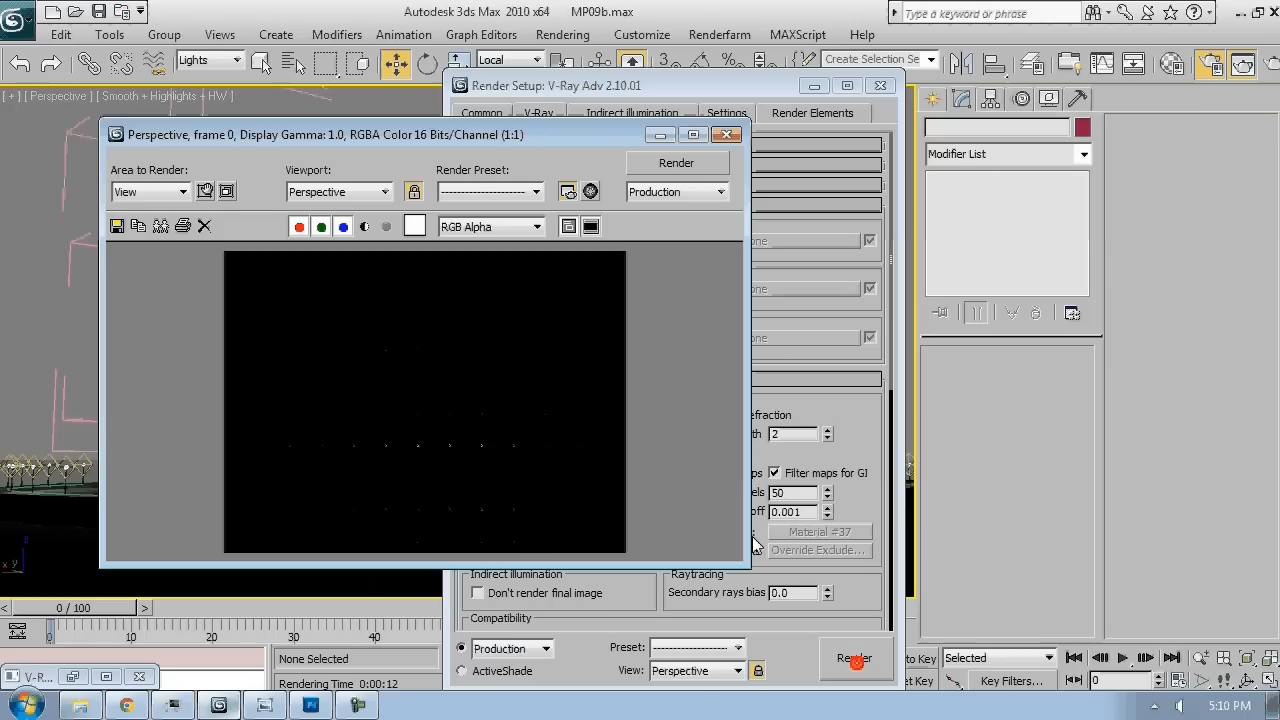 Autodesk 3ds Max 2010 x64 MP09b.max
Type a keyword or phrase
Edit Tools Group Views Create Modifiers Animation Graph Editors Rendering Customize Renderfarm MAXScript Help
Lights Local Create Selection Se
[ + ] [ Perspective ] [ Smooth + Highlights + HW ]
Render Setup: V-Ray Adv 2.10.01
Common V-Ray Indirect illumination Settings Render Elements
Perspective, frame 0, Display Gamma: 1.0, RGBA Color 16 Bits/Channel (1:1)
Area to Render: Viewport: Render Preset: Render
View Perspective Production
RGB Alpha
Modifier List
one
one
one
efraction
th 2
ps Filter maps for GI
els 50
off 0.001
Material #37
Override Exclude...
Indirect illumination Raytracing
Don't render final image Secondary rays bias 0.0
Compatibility
Production Preset: Render
ActiveShade View: Perspective
x y
0 / 100
0 10 20 30 40
None Selected
Rendering Time 0:00:12
V-R...
to Key Selected
et Key Key Filters... 0
5:10 PM